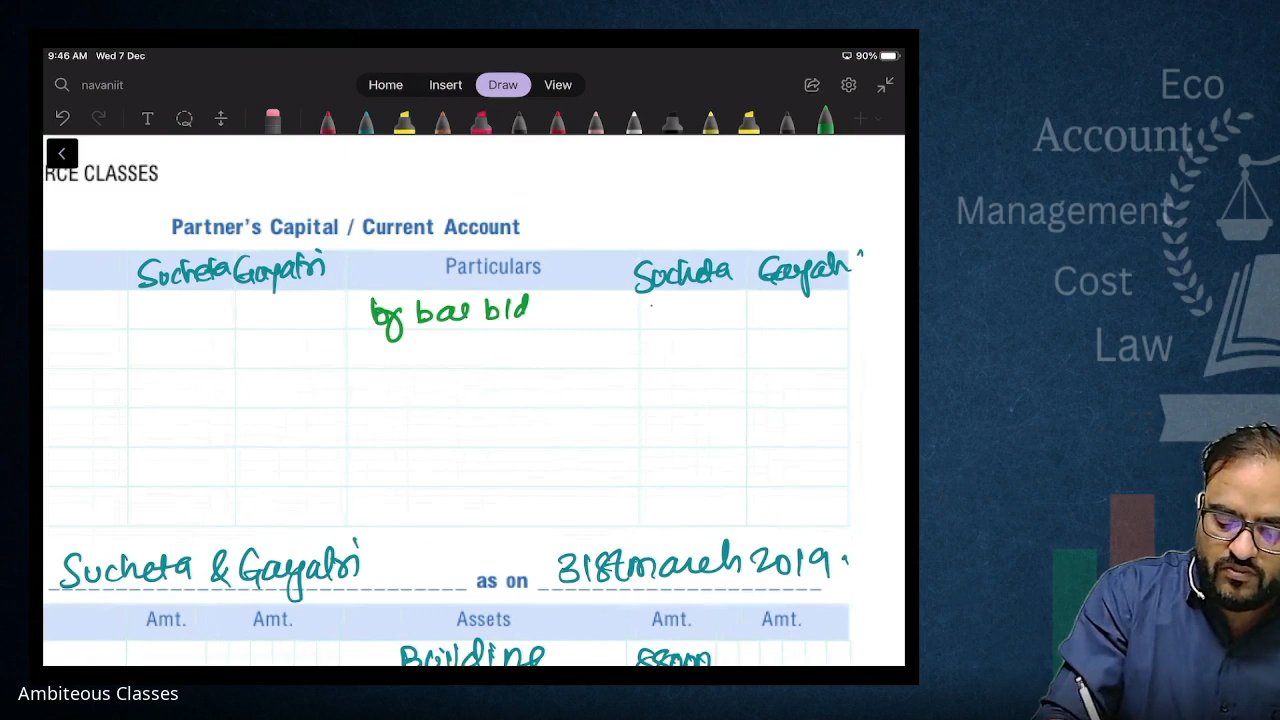 9:46 AM Wed 7 Dec
90%
navaniit
Home Insert Draw View
T
RCE CLASSES
Partner's Capital / Current Account
Sucheta Gayatri Particulars Sucheta Gayatri
by bal bld
Sucheta & Gayatri as on 31st march 2019.
Amt. Amt. Assets Amt. Amt.
Building 58000
Ambiteous Classes
Eco
Account
Management
Cost
Law